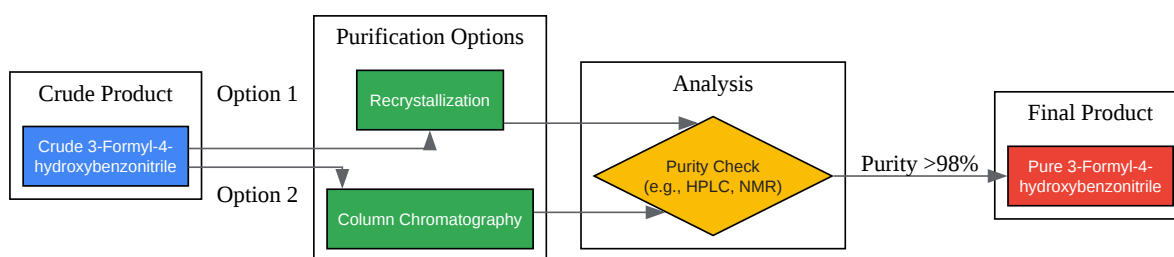 Crude Product
Crude 3-Formyl-4-
hydroxybenzonitrile
Option 1
Option 2
Purification Options
Recrystallization
Column Chromatography
Analysis
Purity Check
(e.g., HPLC, NMR)
Purity >98%
Final Product
Pure 3-Formyl-4-
hydroxybenzonitrile